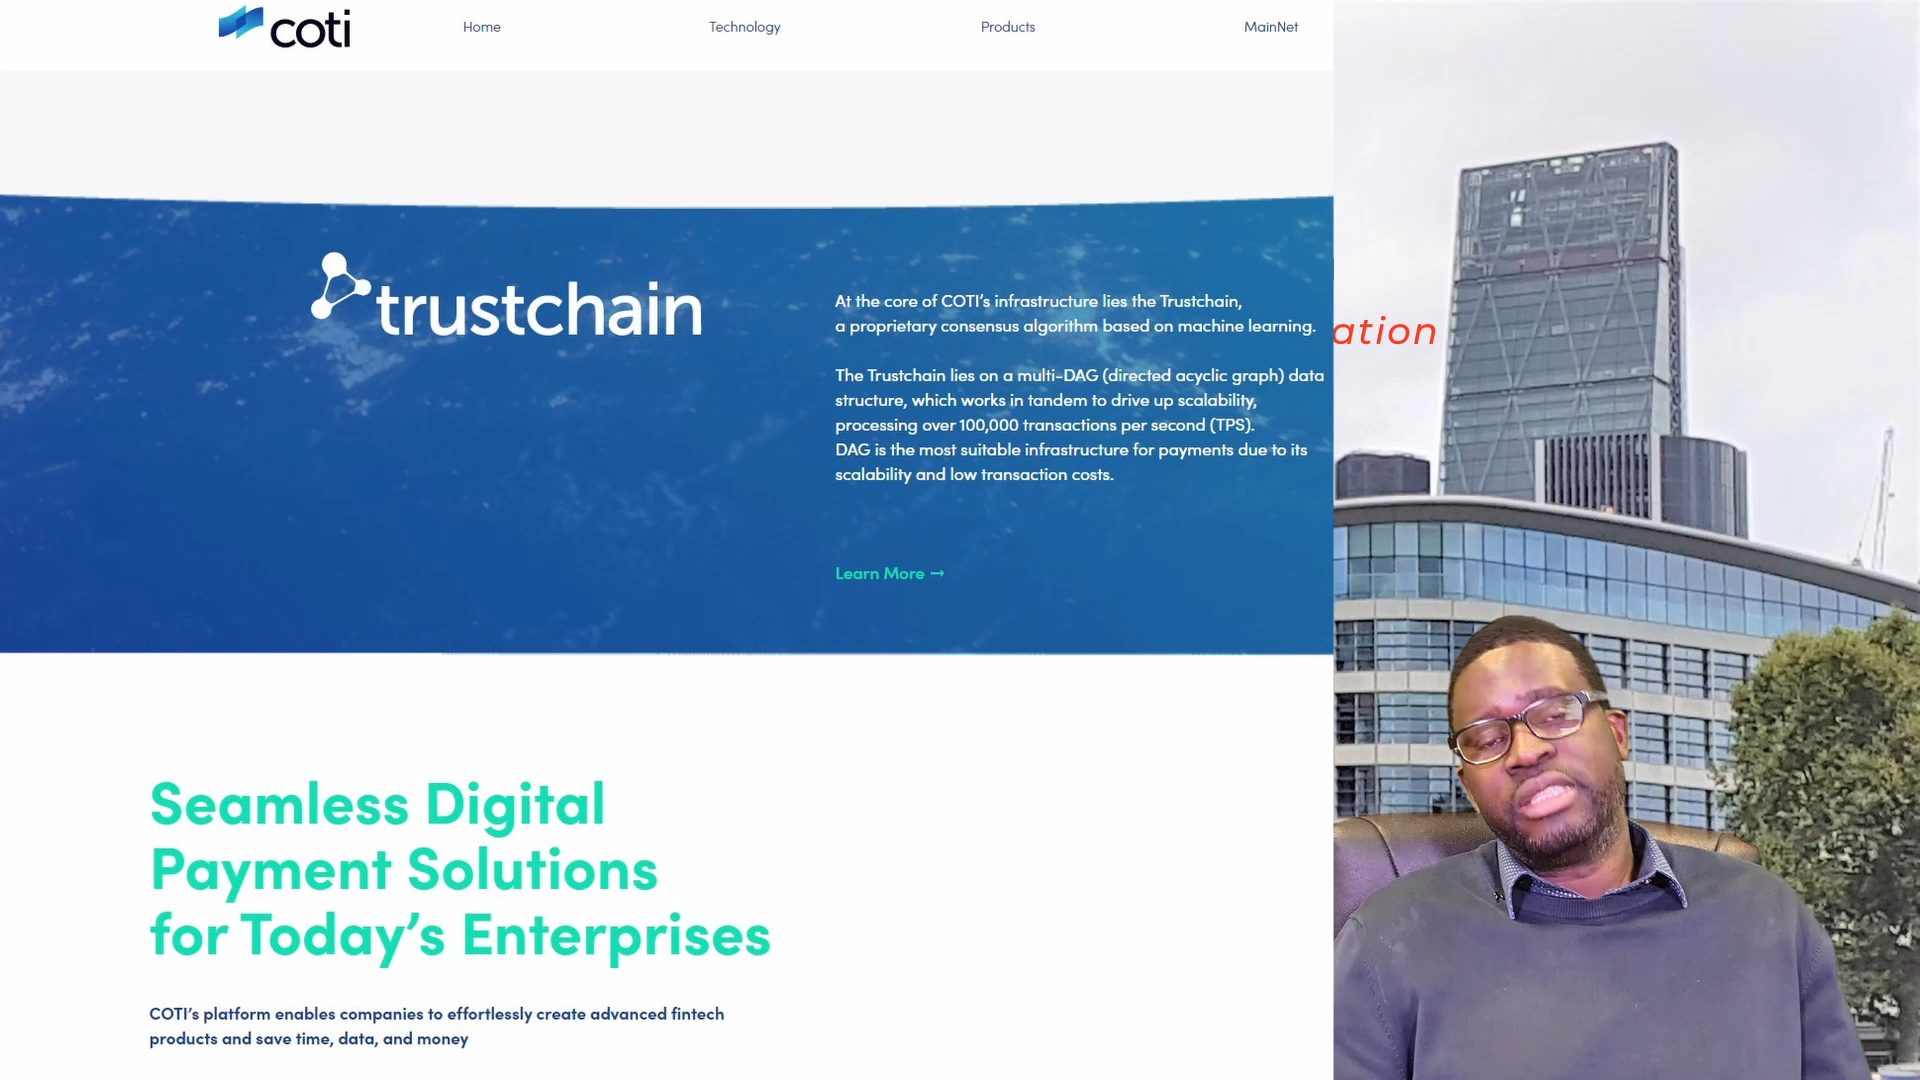 coti
Home
Technology
Products
MainNet
trustchain
At the core of COTI's infrastructure lies the Trustchain,
a proprietary consensus algorithm based on machine learning.
The Trustchain lies on a multi-DAG (directed acyclic graph) data
structure, which works in tandem to drive up scalability,
processing over 100,000 transactions per second (TPS).
DAG is the most suitable infrastructure for payments due to its
scalability and low transaction costs.
Learn More →
ation
Seamless Digital
Payment Solutions
for Today's Enterprises
COTI's platform enables companies to effortlessly create advanced fintech
products and save time, data, and money